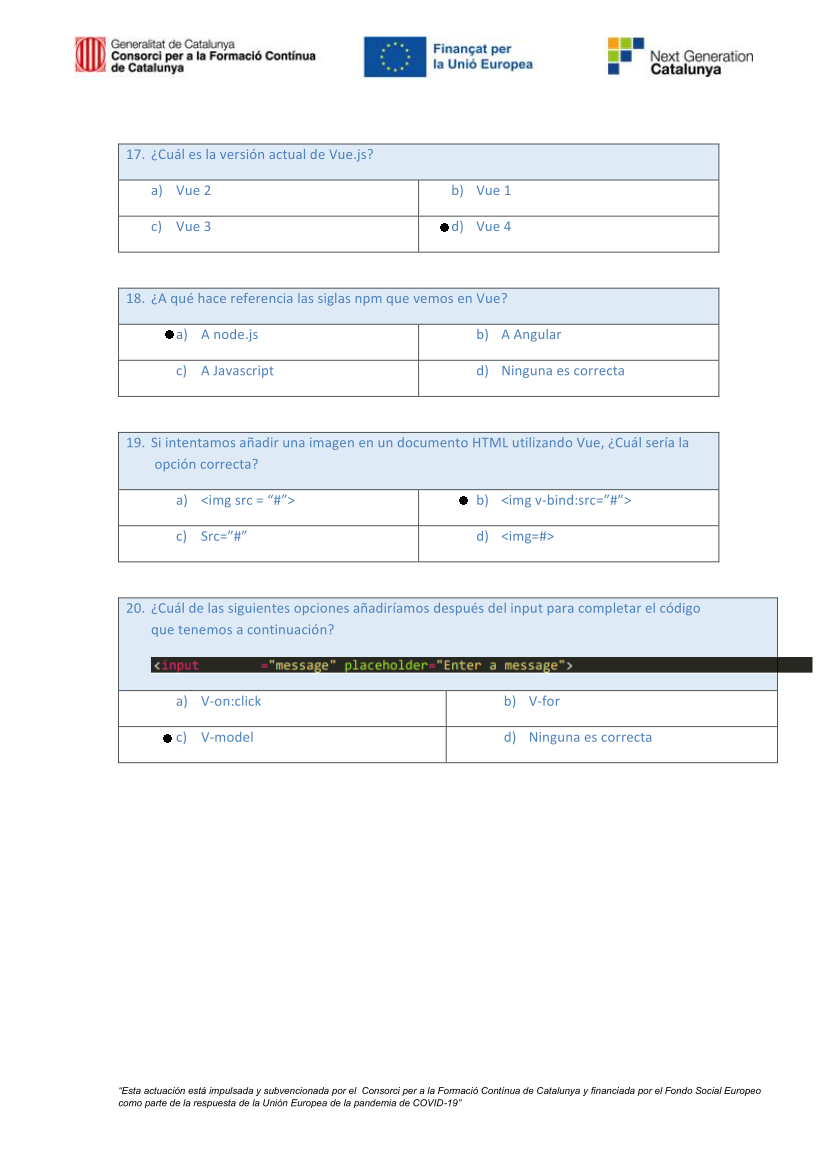 Generalitat de Catalunya
Consorci per a la Formació Contínua
de Catalunya
Finançat per
la Unió Europea
Next Generation
Catalunya
17. ¿Cuál es la versión actual de Vue.js?
a) Vue 2
b) Vue 1
c) Vue 3
d) Vue 4
18. ¿A qué hace referencia las siglas npm que vemos en Vue?
a) A node.js
b) A Angular
c) A Javascript
d) Ninguna es correcta
19. Si intentamos añadir una imagen en un documento HTML utilizando Vue, ¿Cuál sería la
opción correcta?
a) <img src = “#”>
b) <img v-bind:src=”#”>
c) Src=”#”
d) <img=#>
20. ¿Cuál de las siguientes opciones añadiríamos después del input para completar el código
que tenemos a continuación?
<input ="message" placeholder="Enter a message">
a) V-on:click
b) V-for
c) V-model
d) Ninguna es correcta
“Esta actuación está impulsada y subvencionada por el Consorci per a la Formació Contínua de Catalunya y financiada por el Fondo Social Europeo
como parte de la respuesta de la Unión Europea de la pandemia de COVID-19”